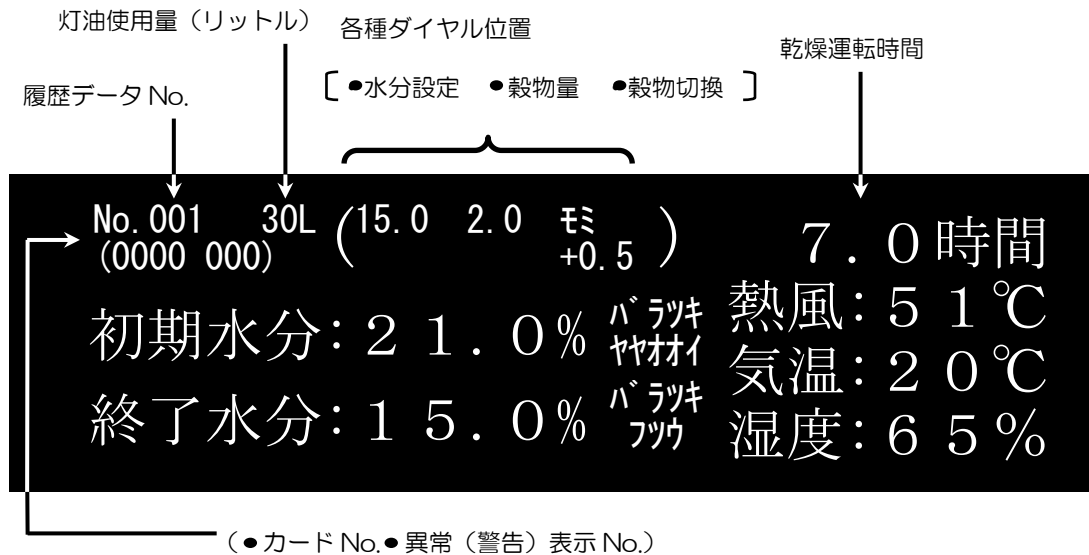 灯油使用量（リットル）
各種ダイヤル位置
乾燥運転時間
履歴データ No.
［ ●水分設定 ●穀物量 ●穀物切換 ］
No.001 30L (15.0 2.0 モミ
(0000 000) +0.5 )
7.0時間
初期水分:21.0% バラツキ
ヤヤオオイ
終了水分:15.0% バラツキ
フツウ
熱風:51℃
気温:20℃
湿度:65%
（●カード No.●異常（警告）表示 No.）